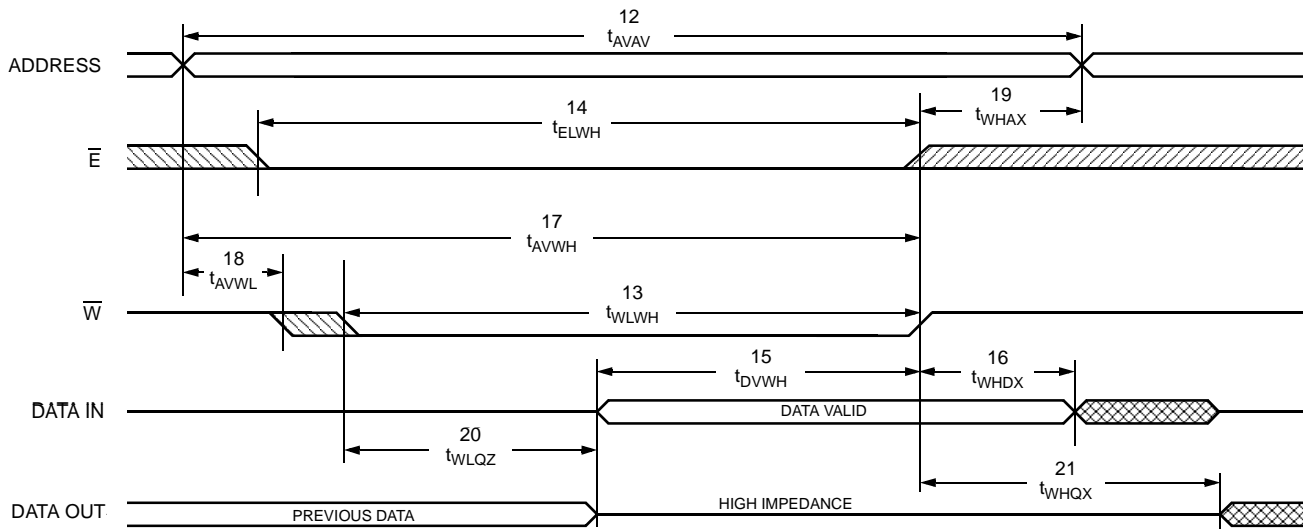 12
tAVAV
ADDRESS
14
tELWH
19
tWHAX
E
17
tAVWH
18
tAVWL
W
13
tWLWH
15
tDVWH
16
tWHDX
DATA IN
DATA VALID
20
tWLQZ
21
tWHQX
DATA OUT
PREVIOUS DATA
HIGH IMPEDANCE